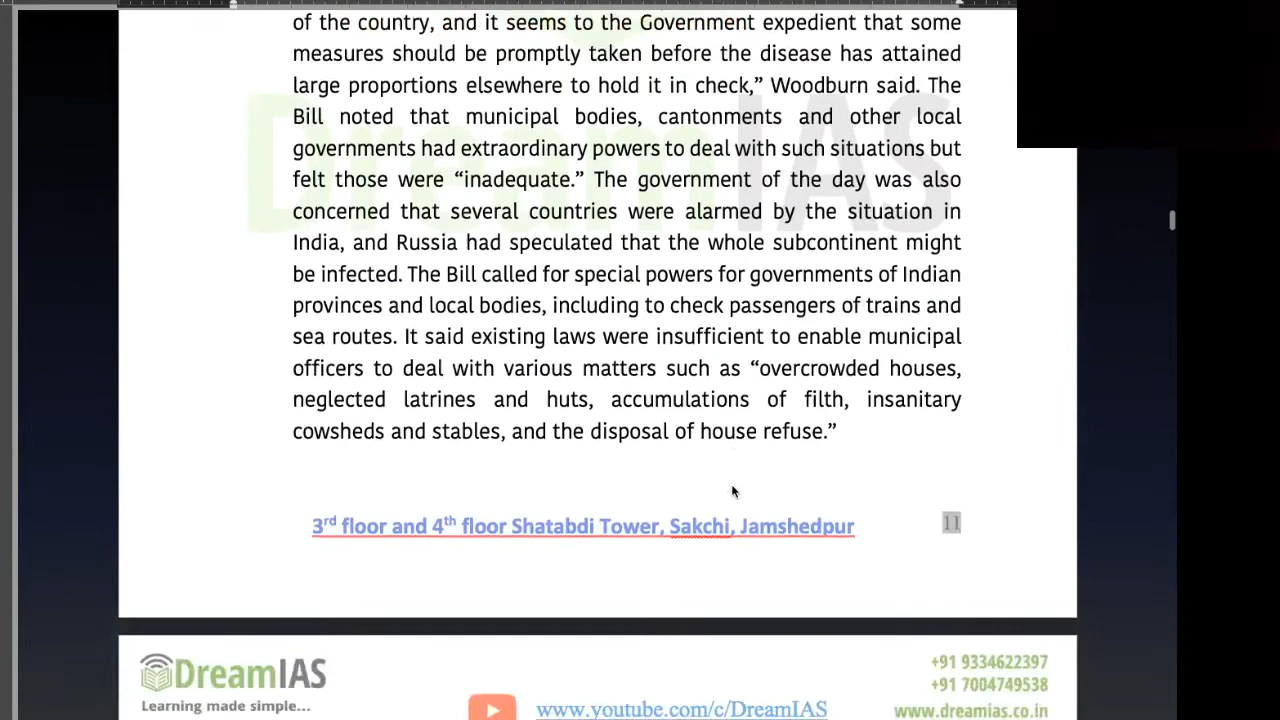 of the country, and it seems to the Government expedient that some
measures should be promptly taken before the disease has attained
large proportions elsewhere to hold it in check,” Woodburn said. The
Bill noted that municipal bodies, cantonments and other local
governments had extraordinary powers to deal with such situations but
felt those were “inadequate.” The government of the day was also
concerned that several countries were alarmed by the situation in
India, and Russia had speculated that the whole subcontinent might
be infected. The Bill called for special powers for governments of Indian
provinces and local bodies, including to check passengers of trains and
sea routes. It said existing laws were insufficient to enable municipal
officers to deal with various matters such as “overcrowded houses,
neglected latrines and huts, accumulations of filth, insanitary
cowsheds and stables, and the disposal of house refuse.”
DreamIAS
3rd floor and 4th floor Shatabdi Tower, Sakchi, Jamshedpur
11
DreamIAS
Learning made simple...
www.youtube.com/c/DreamIAS
+91 9334622397
+91 7004749538
www.dreamias.co.in